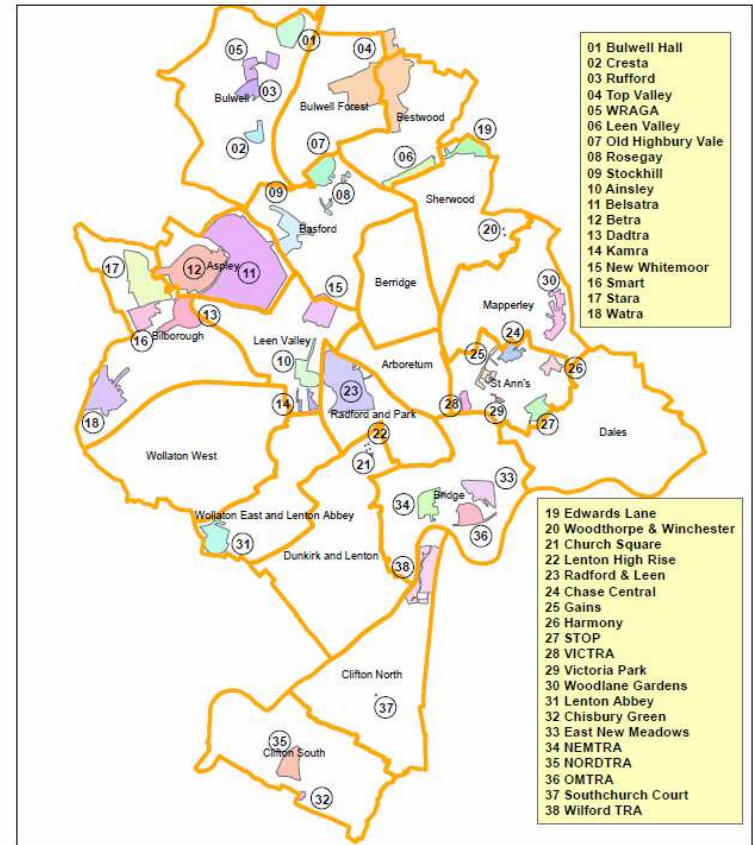 01 Bulwell Hall
02 Cresta
03 Rufford
04 Top Valley
05 WRAGA
06 Leen Valley
07 Old Highbury Vale
08 Rosegay
09 Stockhill
10 Ainsley
11 Belsatra
12 Betra
13 Dadtra
14 Kamra
15 New Whitemoor
16 Smart
17 Stara
18 Watra
01
04
05
Bulwell
03
Bulwell Forest
Bestwood
02
07
06
19
09
08
Sherwood
Basford
20
17
12
Aspley
11
15
Berridge
30
Mapperley
16
Bilborough
13
Leen Valley
24
10
Arboretum
25
26
18
14
23
28
St Ann's
29
27
Radford and Park
22
Dales
Wollaton West
21
33
34
Bridge
36
Wollaton East and Lenton Abbey
31
Dunkirk and Lenton
38
Clifton North
37
35
Clifton South
32
19 Edwards Lane
20 Woodthorpe & Winchester
21 Church Square
22 Lenton High Rise
23 Radford & Leen
24 Chase Central
25 Gains
26 Harmony
27 STOP
28 VICTRA
29 Victoria Park
30 Woodlane Gardens
31 Lenton Abbey
32 Chisbury Green
33 East New Meadows
34 NEMTRA
35 NORDTRA
36 OMTRA
37 Southchurch Court
38 Wilford TRA